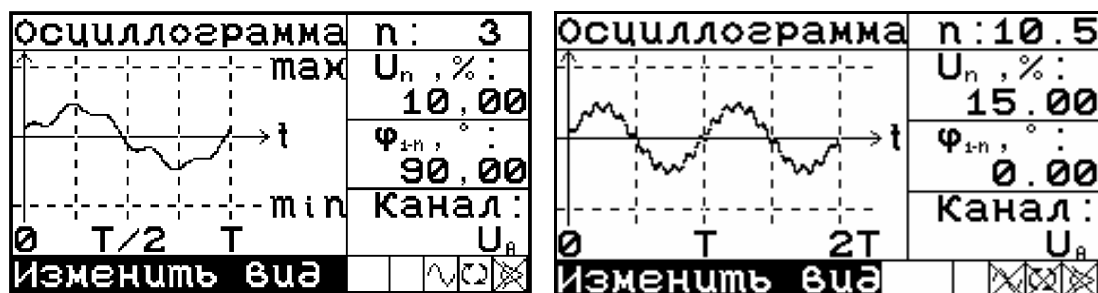 Осциллограмма
n: 3
max
Uₙ,%:
10,00
t
φ₁₋ₙ,°:
90,00
min
Канал:
0 T/2 T
U_A
Изменить вид
Осциллограмма
n:10.5
Uₙ,%:
15.00
t
φ₁₋ₙ,°:
0.00
Канал:
0 T 2T
U_A
Изменить вид